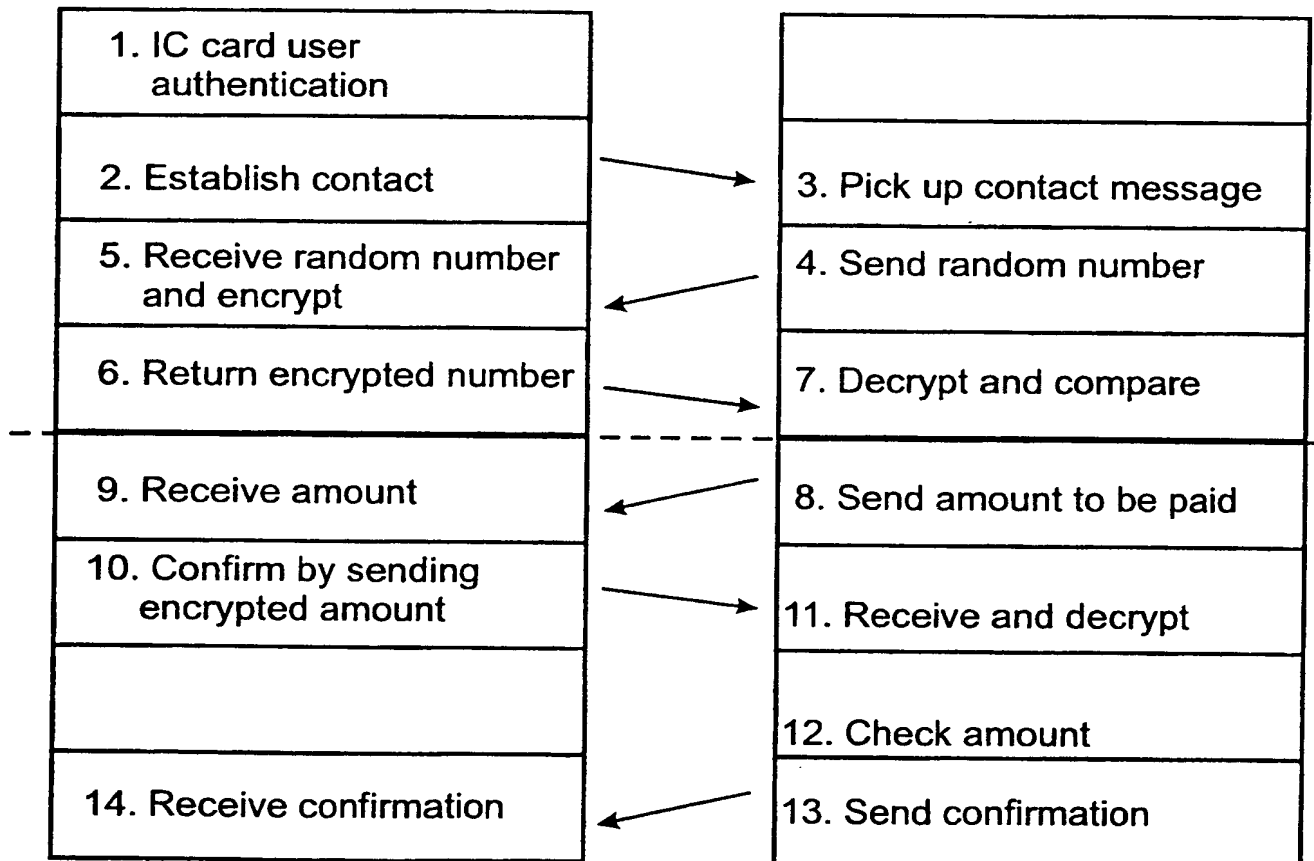 1. IC card user
authentication
2. Establish contact
3. Pick up contact message
5. Receive random number
and encrypt
4. Send random number
6. Return encrypted number
7. Decrypt and compare
9. Receive amount
8. Send amount to be paid
10. Confirm by sending
encrypted amount
11. Receive and decrypt
12. Check amount
14. Receive confirmation
13. Send confirmation